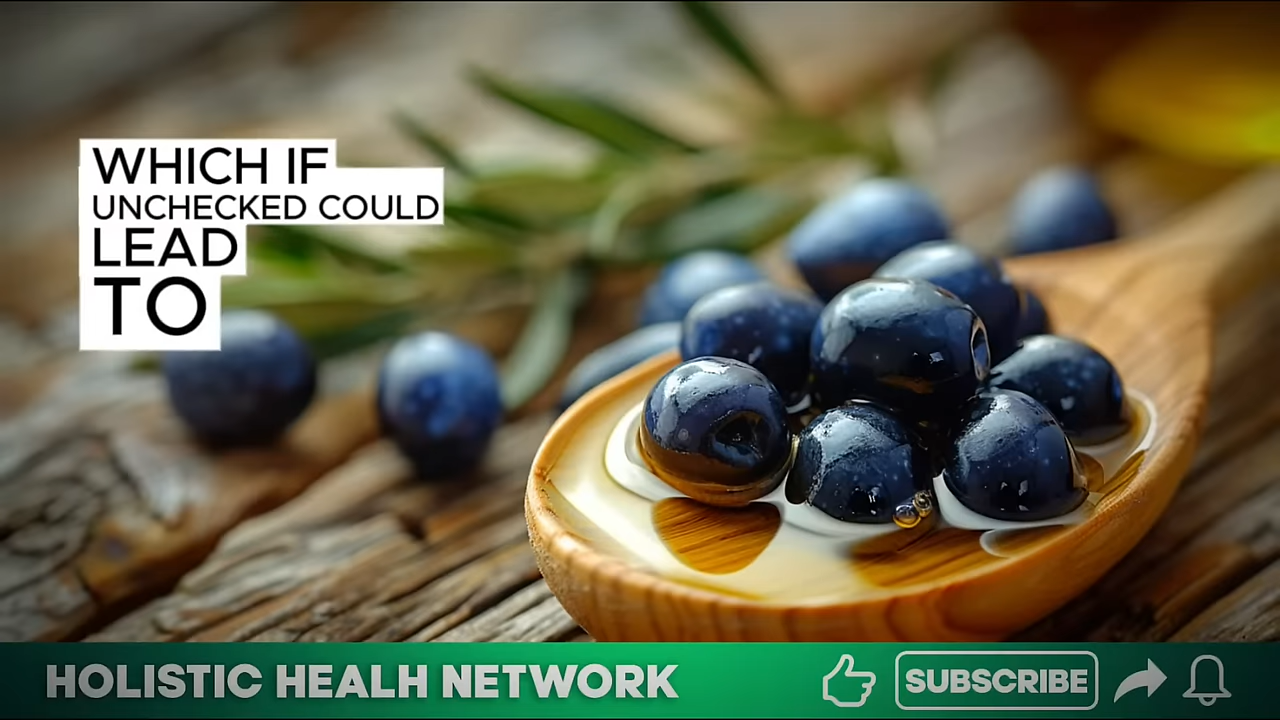 WHICH IF
UNCHECKED COULD
LEAD
TO
HOLISTIC HEALH NETWORK
SUBSCRIBE